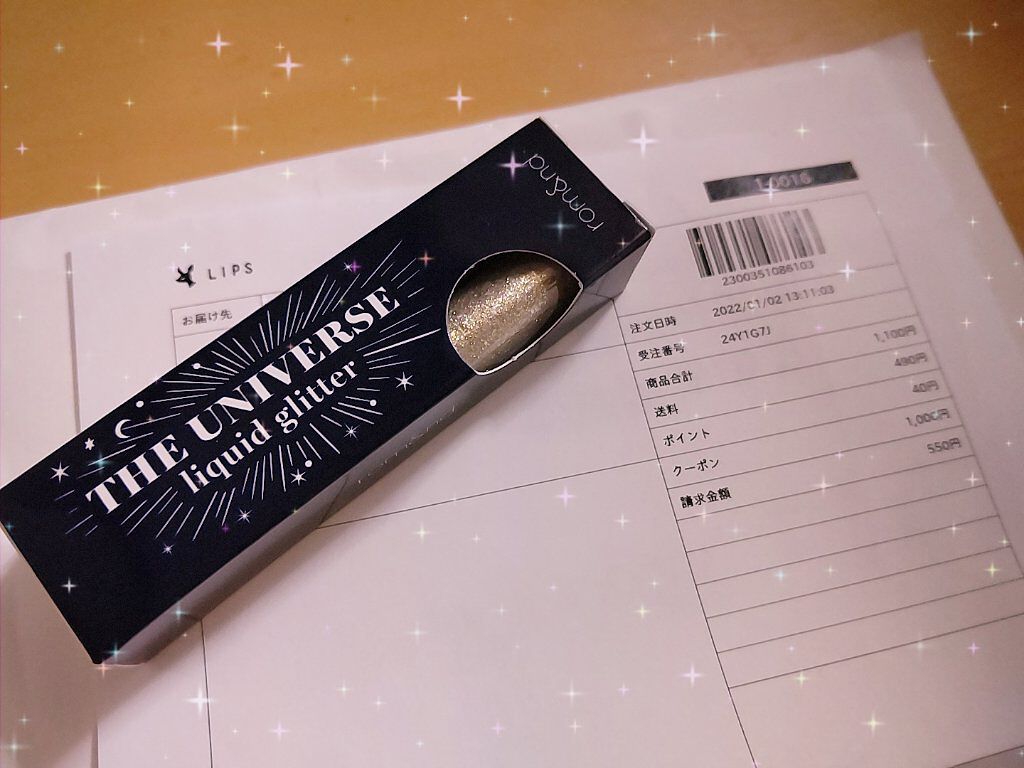 rom&nd
THE UNIVERSE
liquid glitter
LIPS
お届け先
1-0016
2300351086103
注文日時 2022/01/02 13:11:03
受注番号 24Y1G7J
商品合計 1,100円
送料 490円
ポイント 40円
クーポン 1,000円
請求金額 550円